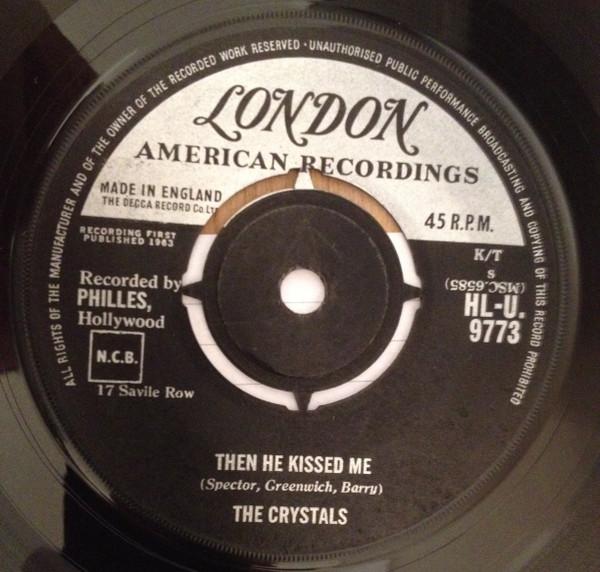 ALL RIGHTS OF THE MANUFACTURER AND OF THE OWNER OF THE RECORDED WORK RESERVED · UNAUTHORISED PUBLIC PERFORMANCE BROADCASTING AND COPYING OF THIS RECORD PROHIBITED
LONDON
AMERICAN RECORDINGS
MADE IN ENGLAND
THE DECCA RECORD Co. Ltd
45 R.P.M.
RECORDING FIRST
PUBLISHED 1963
K/T
s
(MSC.6585)
Recorded by
PHILLES,
Hollywood
HL-U.
9773
N.C.B.
17 Savile Row
THEN HE KISSED ME
(Spector, Greenwich, Barry)
THE CRYSTALS